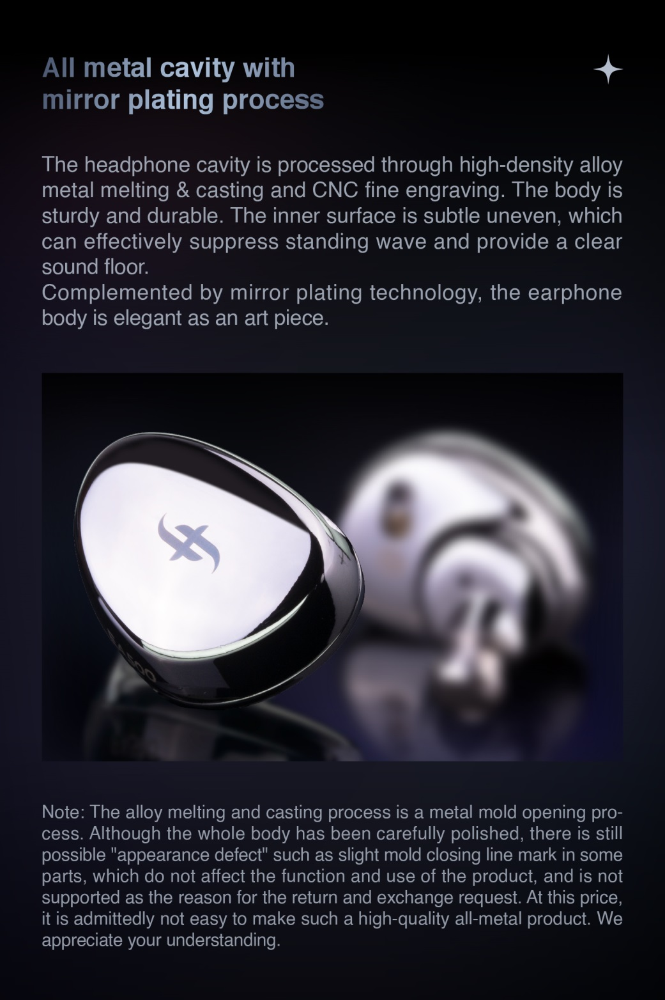 All metal cavity with
mirror plating process
The headphone cavity is processed through high-density alloy
metal melting & casting and CNC fine engraving. The body is
sturdy and durable. The inner surface is subtle uneven, which
can effectively suppress standing wave and provide a clear
sound floor.
Complemented by mirror plating technology, the earphone
body is elegant as an art piece.
Note: The alloy melting and casting process is a metal mold opening pro-
cess. Although the whole body has been carefully polished, there is still
possible "appearance defect" such as slight mold closing line mark in some
parts, which do not affect the function and use of the product, and is not
supported as the reason for the return and exchange request. At this price,
it is admittedly not easy to make such a high-quality all-metal product. We
appreciate your understanding.